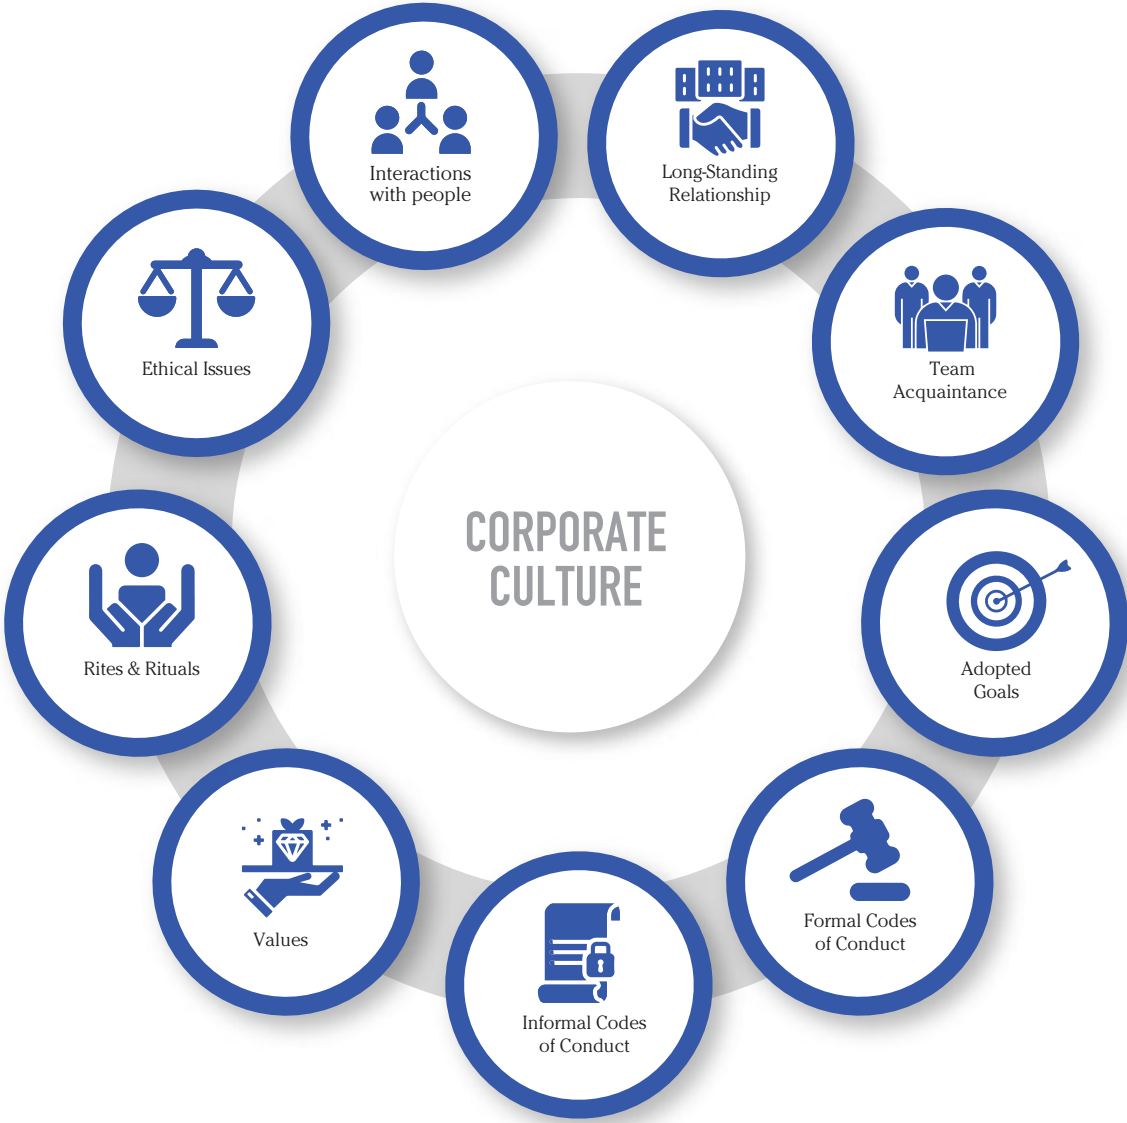 Interactions
with people
Long-Standing
Relationship
Ethical Issues
Team
Acquaintance
CORPORATE
CULTURE
Rites & Rituals
Adopted
Goals
Values
Formal Codes
of Conduct
Informal Codes
of Conduct